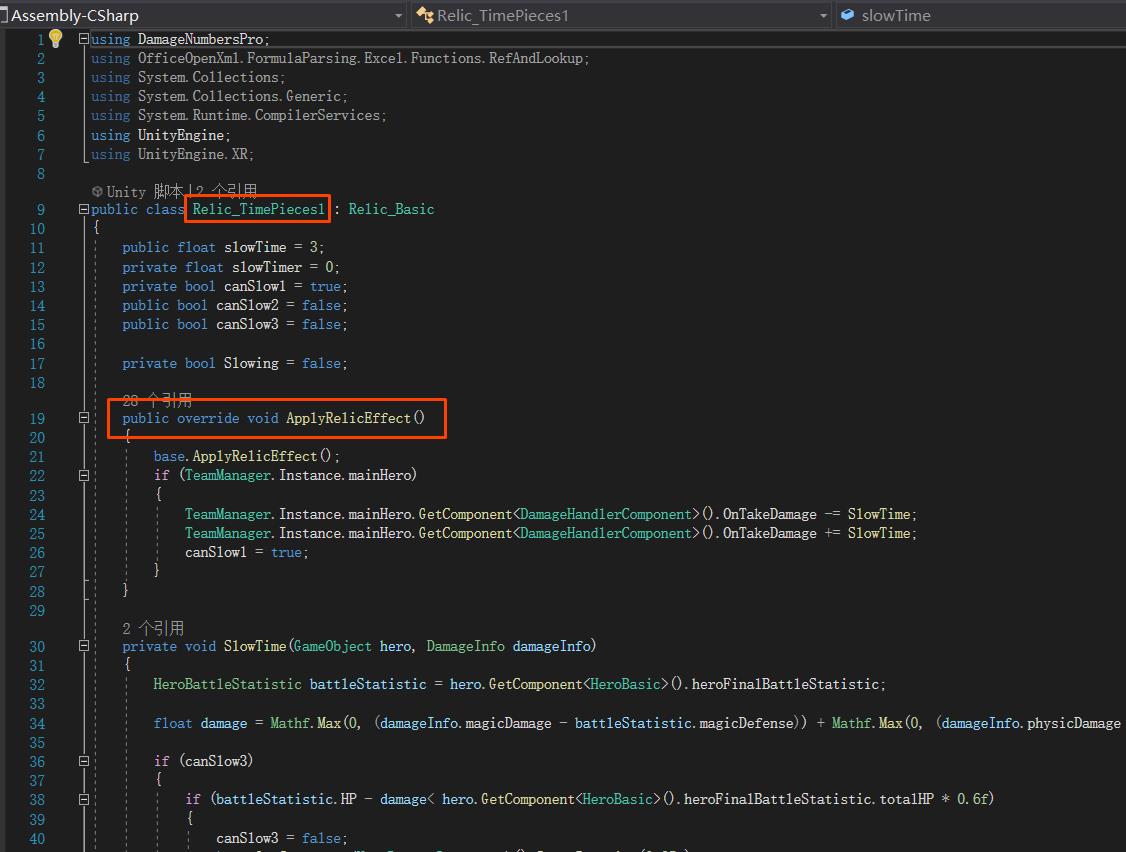 Assembly-CSharp Relic_TimePieces1 slowTime
1 using DamageNumbersPro;
2 using OfficeOpenXml.FormulaParsing.Excel.Functions.RefAndLookup;
3 using System.Collections;
4 using System.Collections.Generic;
5 using System.Runtime.CompilerServices;
6 using UnityEngine;
7 using UnityEngine.XR;
8
Unity 脚本|2 个引用
9 public class Relic_TimePieces1 : Relic_Basic
10 {
11 public float slowTime = 3;
12 private float slowTimer = 0;
13 private bool canSlow1 = true;
14 public bool canSlow2 = false;
15 public bool canSlow3 = false;
16
17 private bool Slowing = false;
18
28 个引用
19 public override void ApplyRelicEffect()
20 {
21 base.ApplyRelicEffect();
22 if (TeamManager.Instance.mainHero)
23 {
24 TeamManager.Instance.mainHero.GetComponent<DamageHandlerComponent>().OnTakeDamage -= SlowTime;
25 TeamManager.Instance.mainHero.GetComponent<DamageHandlerComponent>().OnTakeDamage += SlowTime;
26 canSlow1 = true;
27 }
28 }
29
2 个引用
30 private void SlowTime(GameObject hero, DamageInfo damageInfo)
31 {
32 HeroBattleStatistic battleStatistic = hero.GetComponent<HeroBasic>().heroFinalBattleStatistic;
33
34 float damage = Mathf.Max(0, (damageInfo.magicDamage - battleStatistic.magicDefense)) + Mathf.Max(0, (damageInfo.physicDamage
35
36 if (canSlow3)
37 {
38 if (battleStatistic.HP - damage< hero.GetComponent<HeroBasic>().heroFinalBattleStatistic.totalHP * 0.6f)
39 {
40 canSlow3 = false;